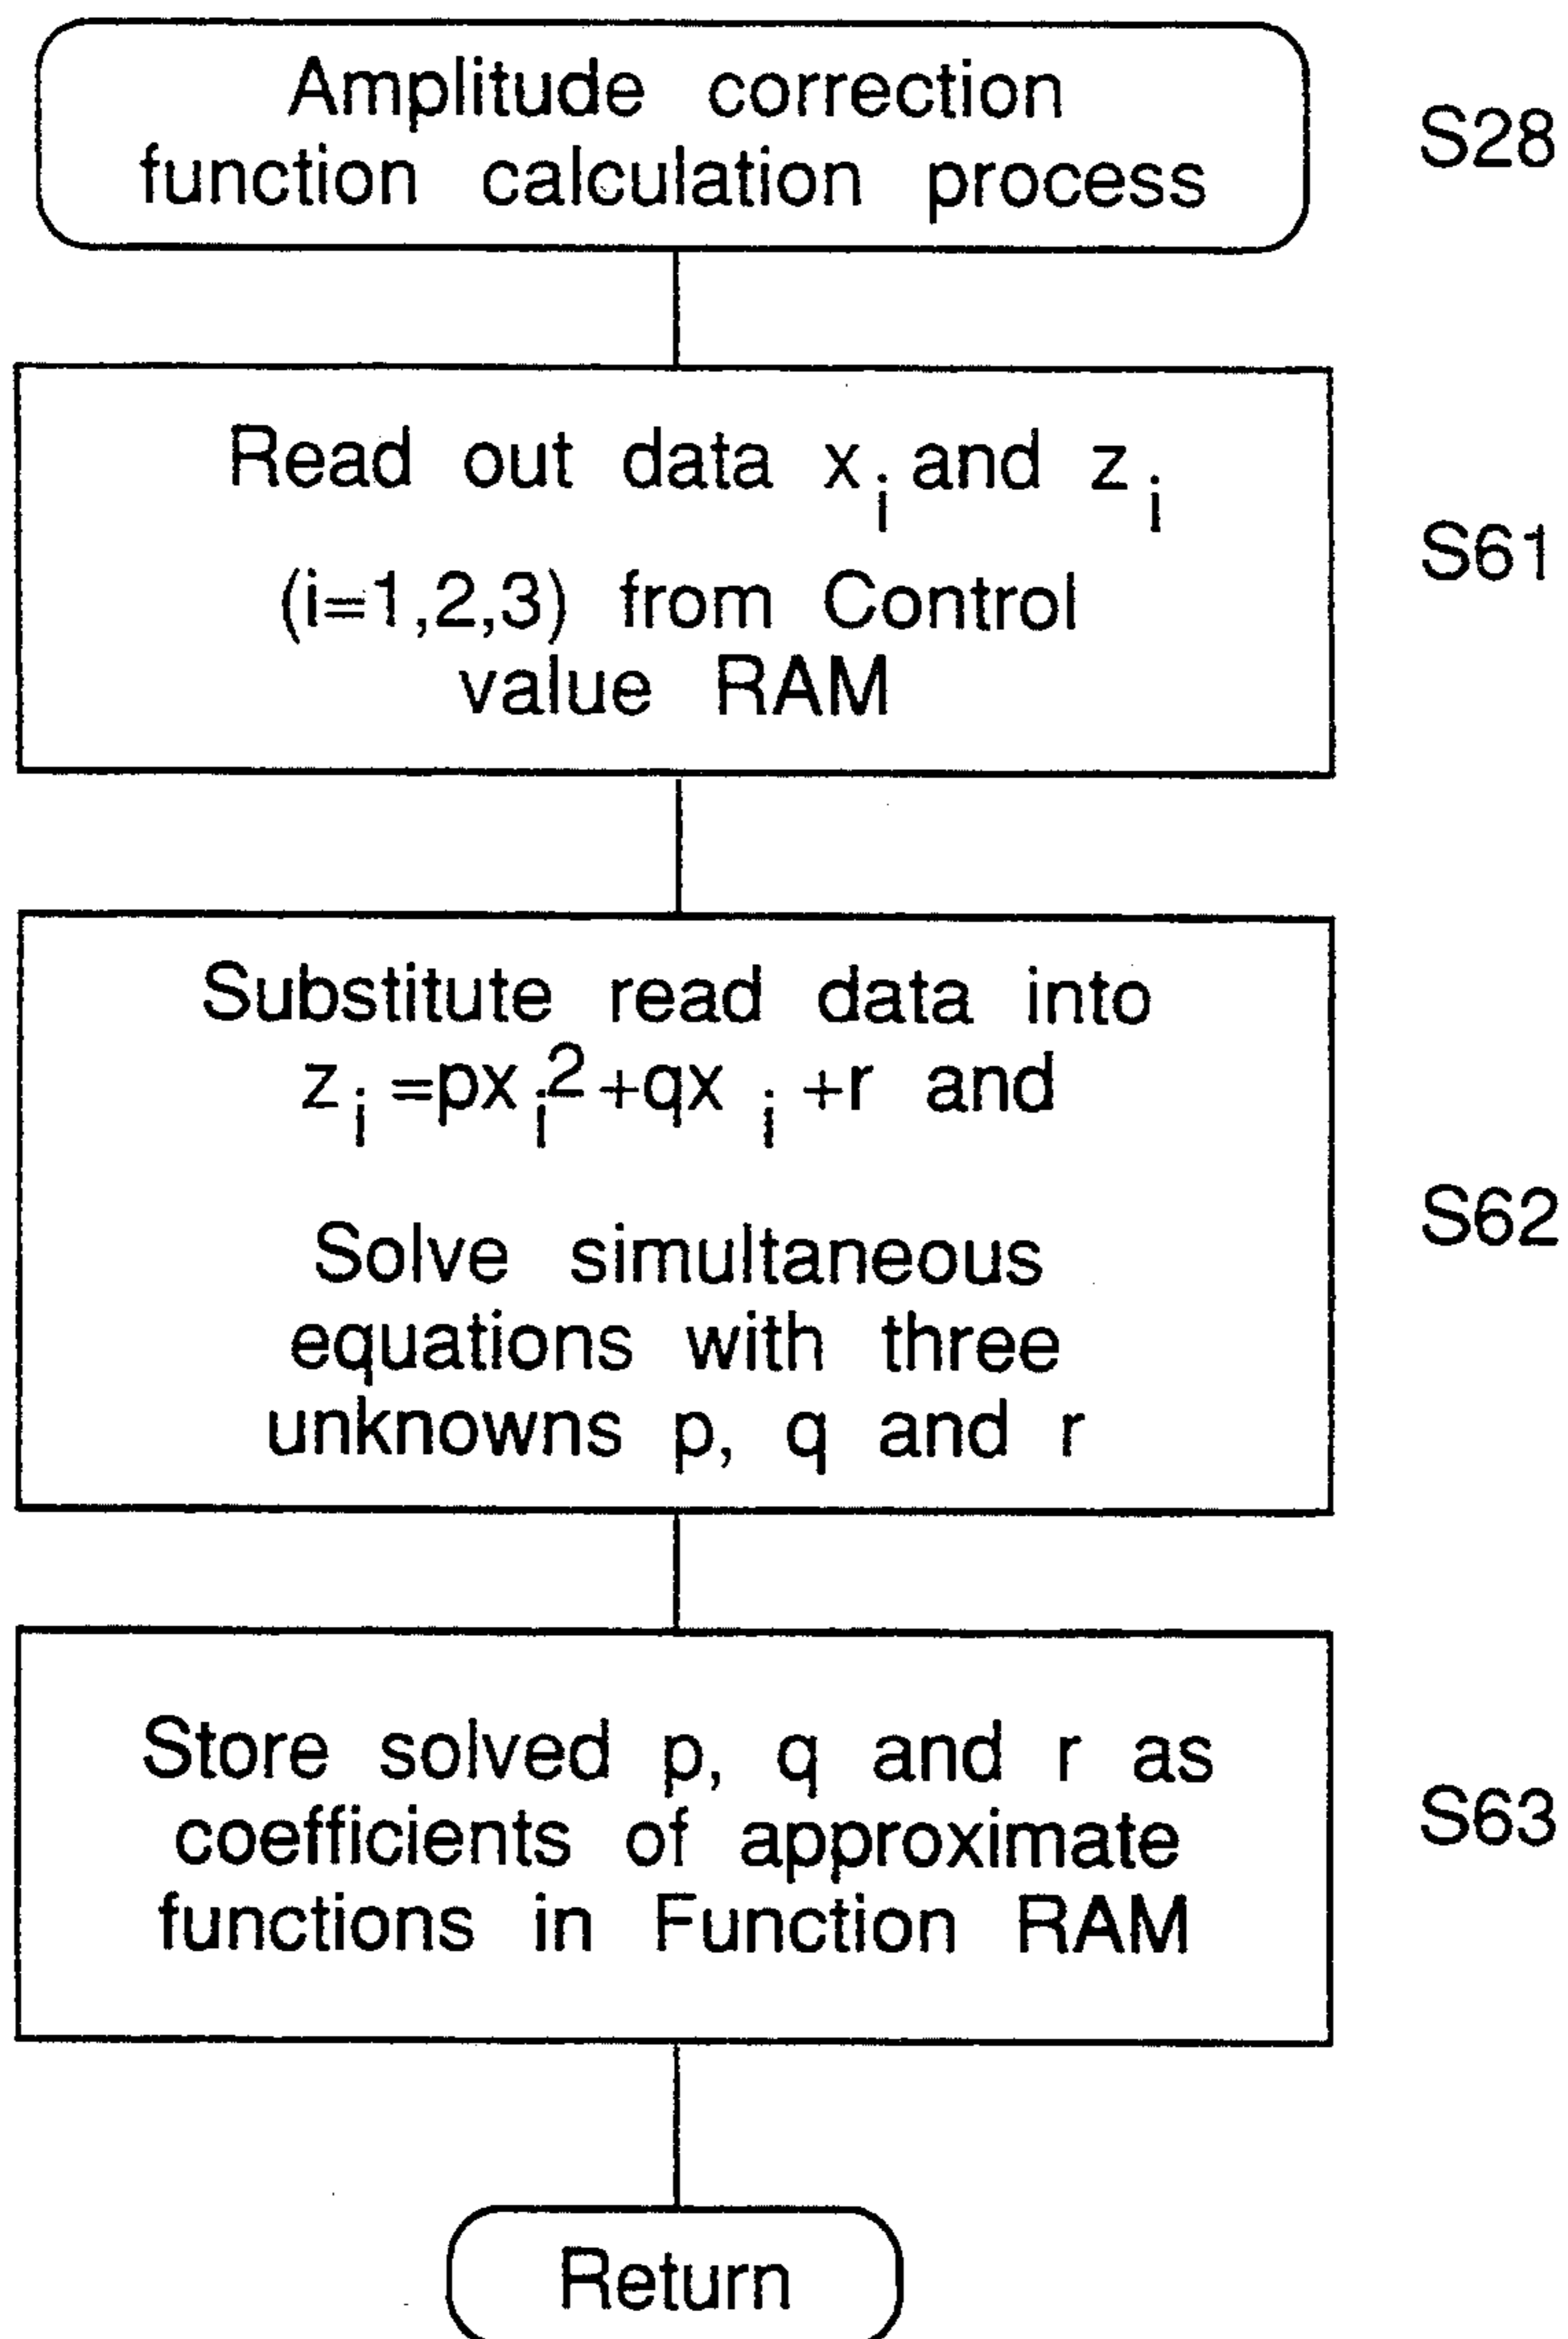 Amplitude correction
function calculation process
S28
Read out data x_i and z_i
(i=1,2,3) from Control
value RAM
S61
Substitute read data into
z_i =px_i^2+qx_i +r and
Solve simultaneous
equations with three
unknowns p, q and r
S62
Store solved p, q and r as
coefficients of approximate
functions in Function RAM
S63
Return